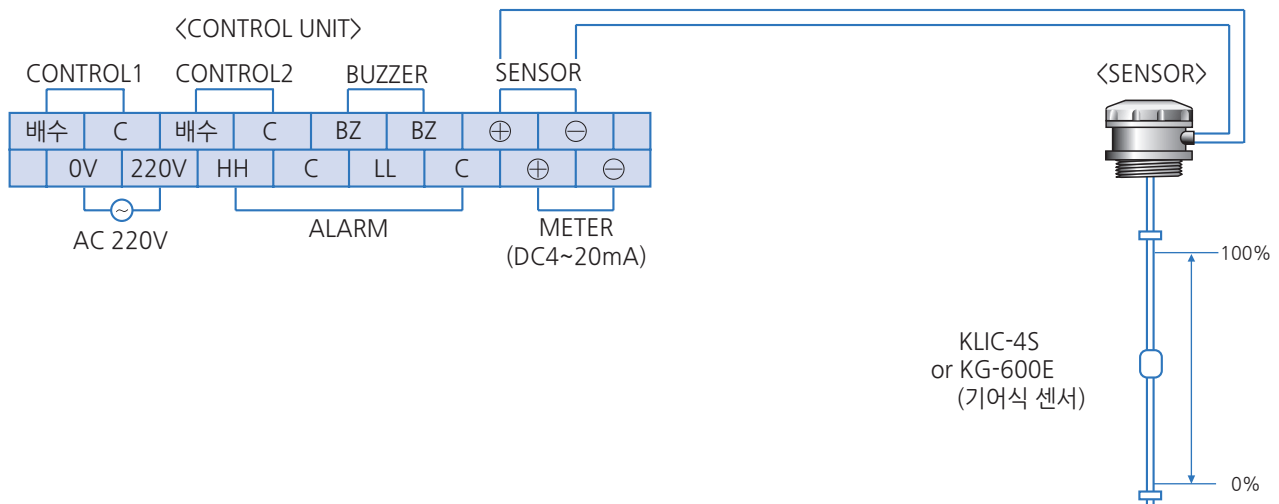 <CONTROL UNIT>
CONTROL1 CONTROL2 BUZZER SENSOR
배수 C 배수 C BZ BZ ⊕ ⊖
0V 220V HH C LL C ⊕ ⊖
~
AC 220V
ALARM
METER
(DC4~20mA)
<SENSOR>
100%
KLIC-4S
or KG-600E
(기어식 센서)
0%